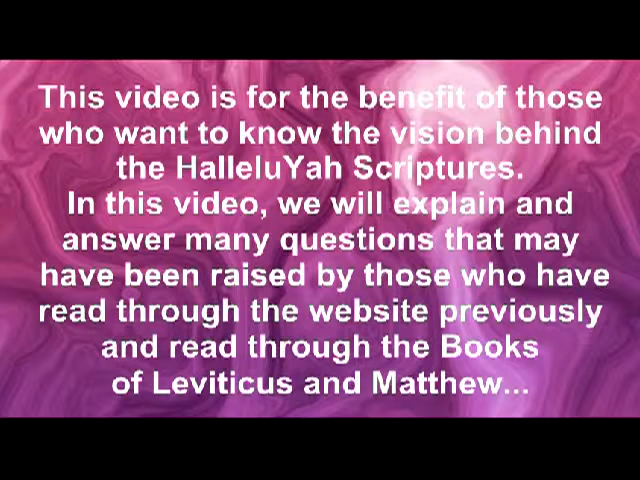 This video is for the benefit of those
who want to know the vision behind
the HalleluYah Scriptures.
In this video, we will explain and
answer many questions that may
have been raised by those who have
read through the website previously
and read through the Books
of Leviticus and Matthew...